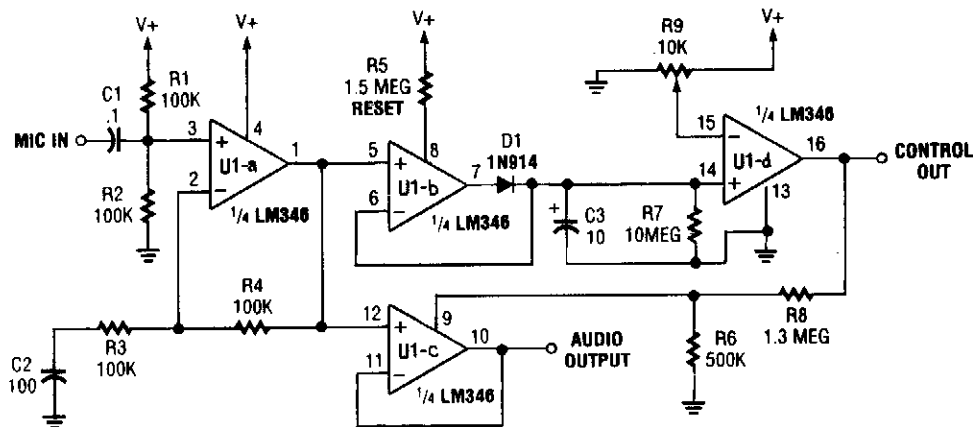 V+
V+
V+
V+
R1
100K
C1
.1
MIC IN
3
+
4
U1-a
1
2
−
1/4 LM346
R2
100K
R5
1.5 MEG
RESET
8
5
+
U1-b
7
6
−
1/4 LM346
D1
1N914
R9
10K
1/4 LM346
15
−
U1-d
16
14
+
13
CONTROL
OUT
+
C3
10
R7
10MEG
R4
100K
R3
100K
C2
100
12
+
9
U1-c
10
11
−
1/4 LM346
AUDIO
OUTPUT
R6
500K
R8
1.3 MEG